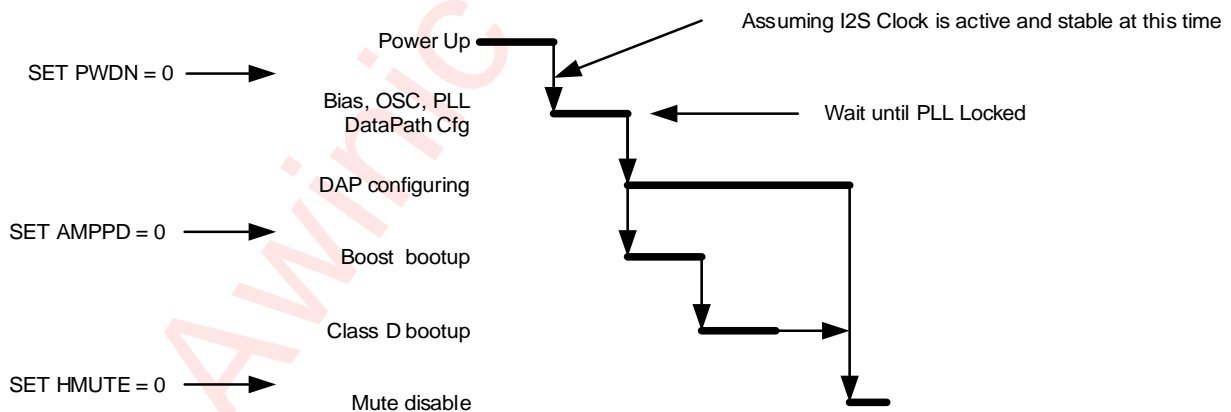 Assuming I2S Clock is active and stable at this time
Power Up
SET PWDN = 0
Bias, OSC, PLL
DataPath Cfg
Wait until PLL Locked
DAP configuring
SET AMPPD = 0
Boost bootup
Class D bootup
SET HMUTE = 0
Mute disable
Awinic